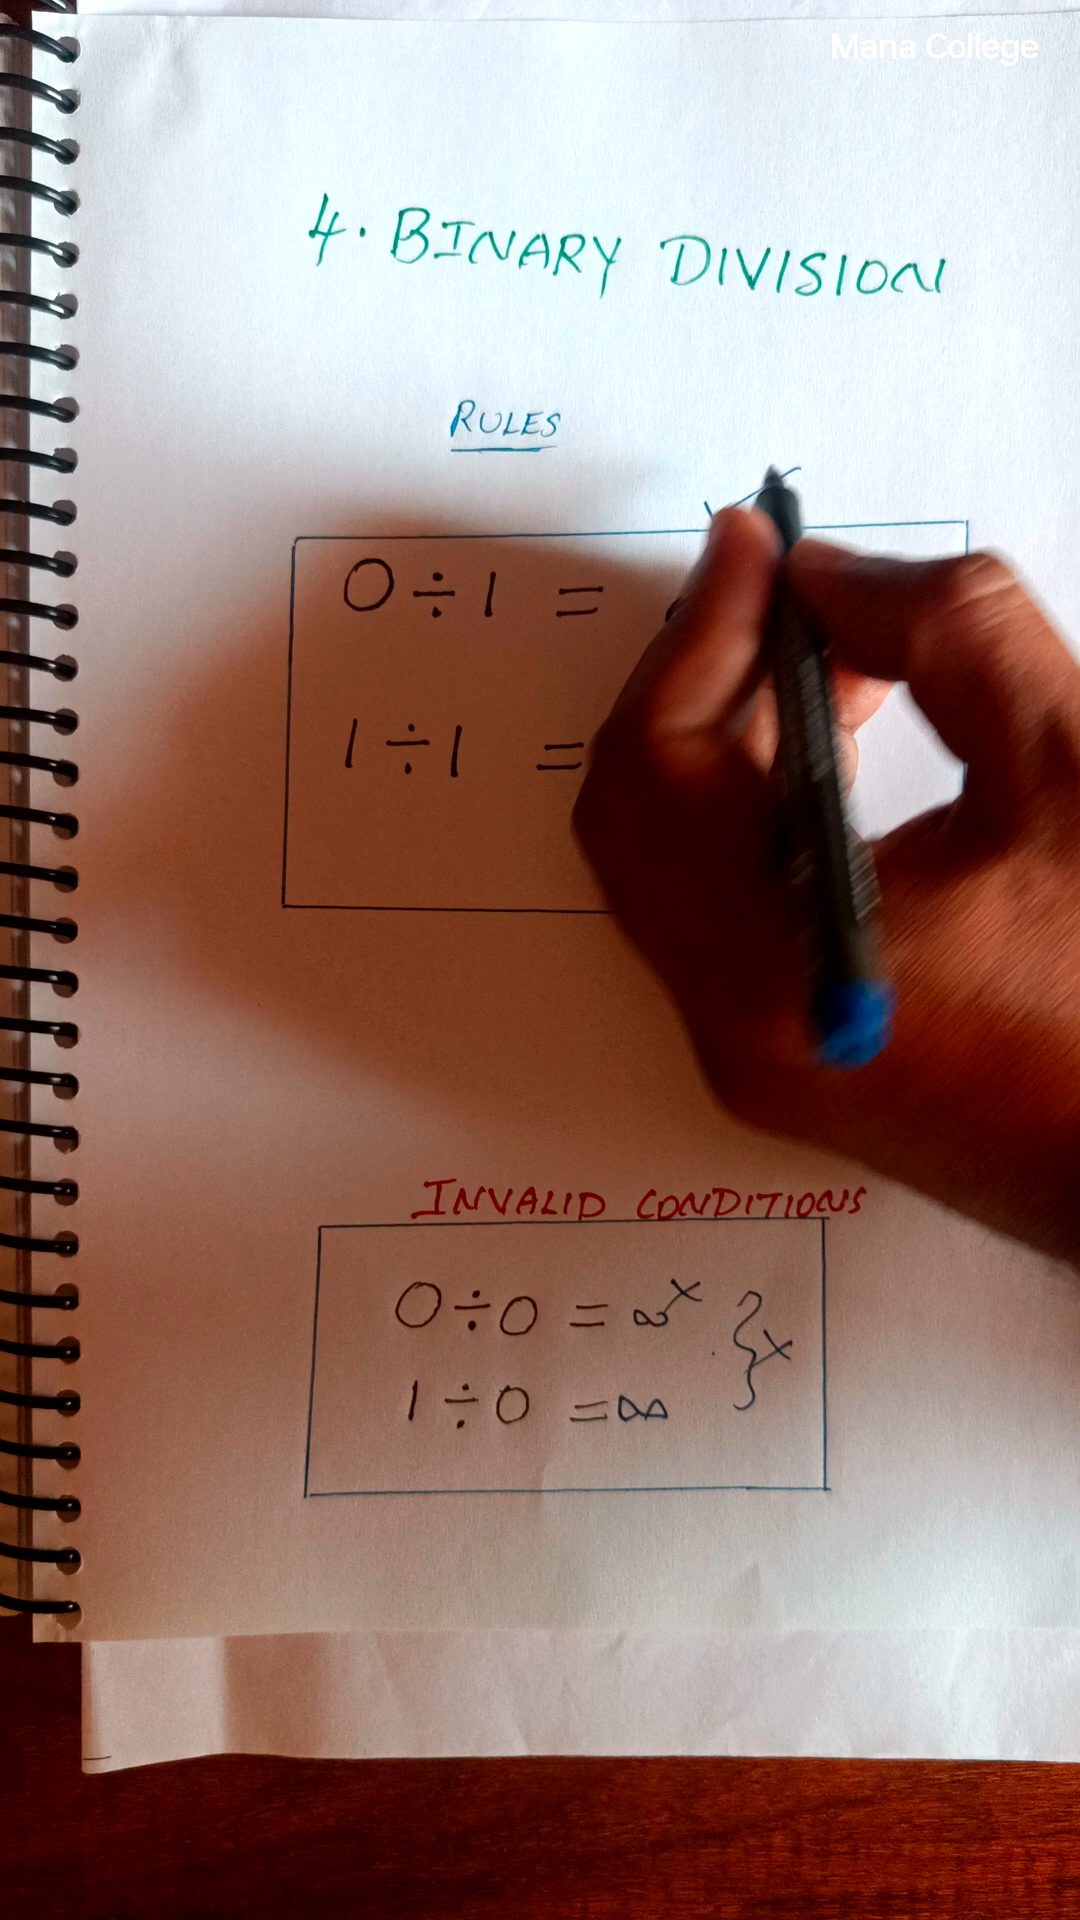 Mana College
4. BINARY DIVISION
RULES
0 ÷ 1 =
1 ÷ 1 =
INVALID CONDITIONS
0 ÷ 0 = ∞ x } x
1 ÷ 0 = ∞